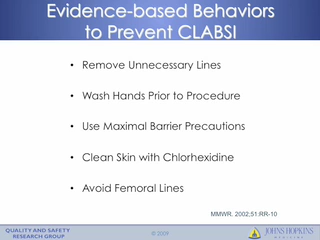 Evidence-based Behaviors
to Prevent CLABSI
• Remove Unnecessary Lines
• Wash Hands Prior to Procedure
• Use Maximal Barrier Precautions
• Clean Skin with Chlorhexidine
• Avoid Femoral Lines
MMWR. 2002;51:RR-10
QUALITY AND SAFETY
RESEARCH GROUP
© 2009
JOHNS HOPKINS
MEDICINE